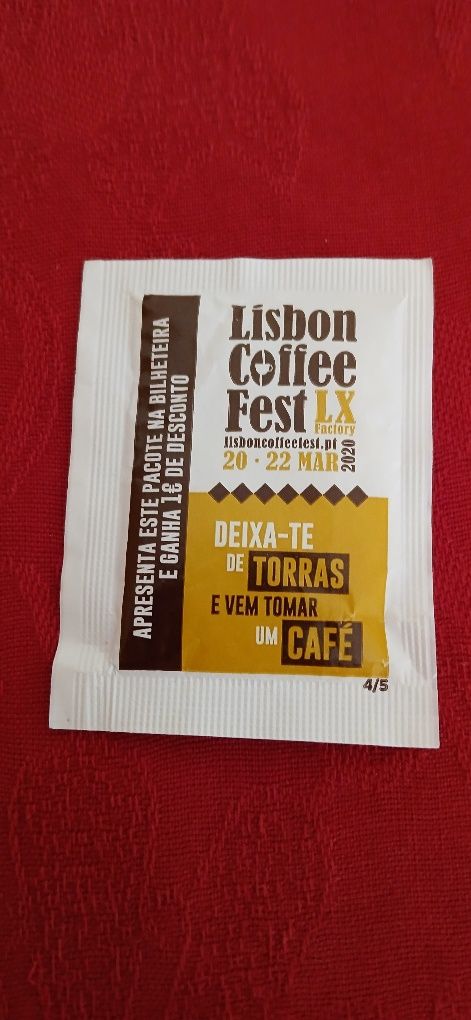 APRESENTA ESTE PACOTE NA BILHETEIRA
E GANHA 1€ DE DESCONTO
Lisbon
Coffee
Fest LX
Factory
lisboncoffeefest.pt
20 · 22 MAR 2020
DEIXA-TE
DE TORRAS
E VEM TOMAR
UM CAFÉ
4/5